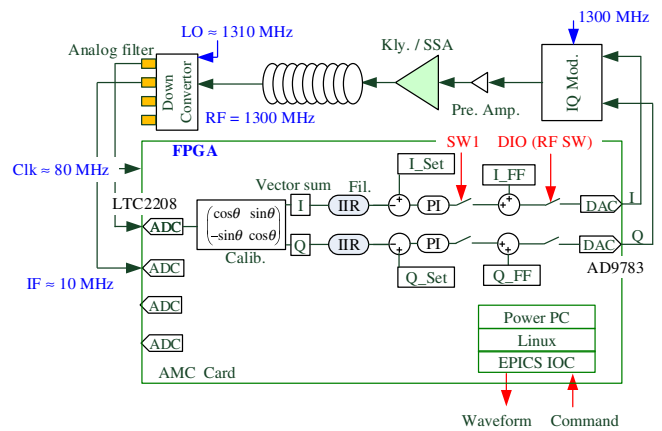 LO ≈ 1310 MHz
1300 MHz
Analog filter
Kly. / SSA
Down
Convertor
IQ Mod.
RF = 1300 MHz
Pre. Amp.
FPGA
SW1
DIO (RF SW)
Clk ≈ 80 MHz
I_Set
I_FF
LTC2208
Vector sum
Fil.
I
ADC
cosθ sinθ
-sinθ cosθ
I
IIR
PI
DAC
Q
IIR
PI
DAC
Q
Calib.
ADC
Q_Set
Q_FF
AD9783
IF ≈ 10 MHz
ADC
Power PC
Linux
ADC
EPICS IOC
AMC Card
Waveform
Command